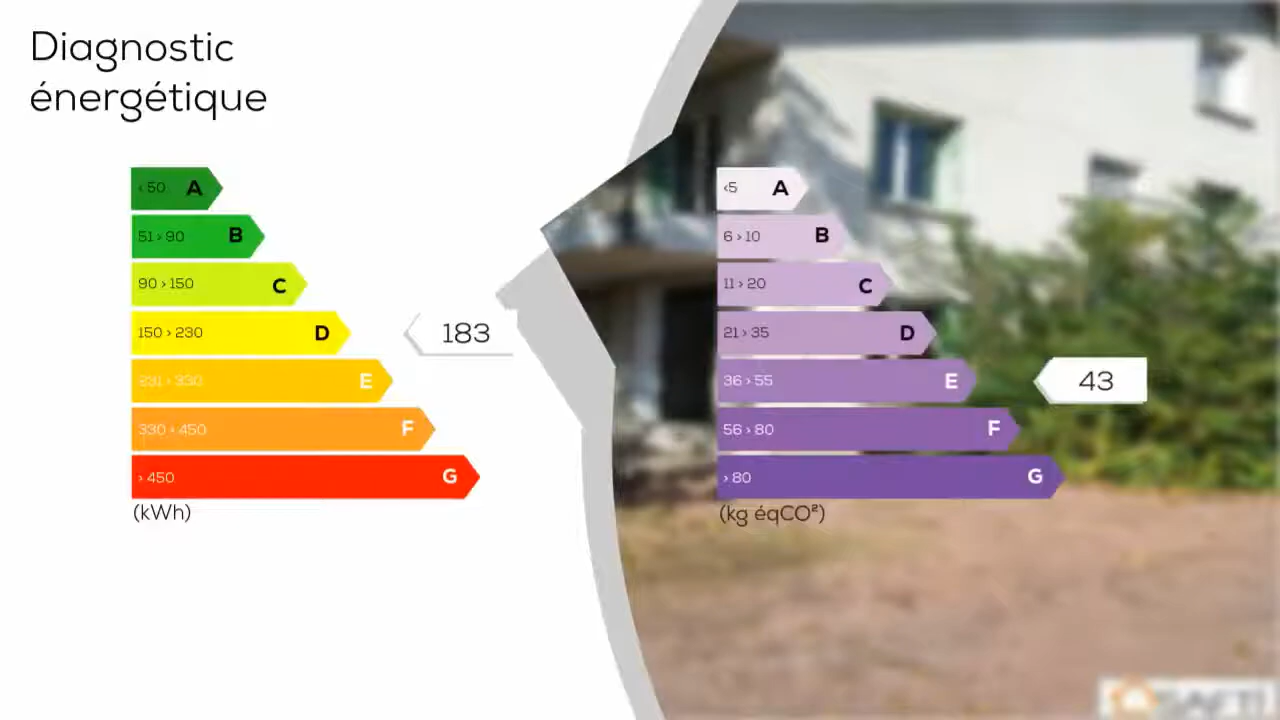 Diagnostic
énergétique
< 50 A
51 > 90 B
90 > 150 C
150 > 230 D
183
231 > 330 E
330 > 450 F
> 450 G
(kWh)
<5 A
6 > 10 B
11 > 20 C
21 > 35 D
36 > 55 E
43
56 > 80 F
> 80 G
(kg éqCO²)
SAFTI